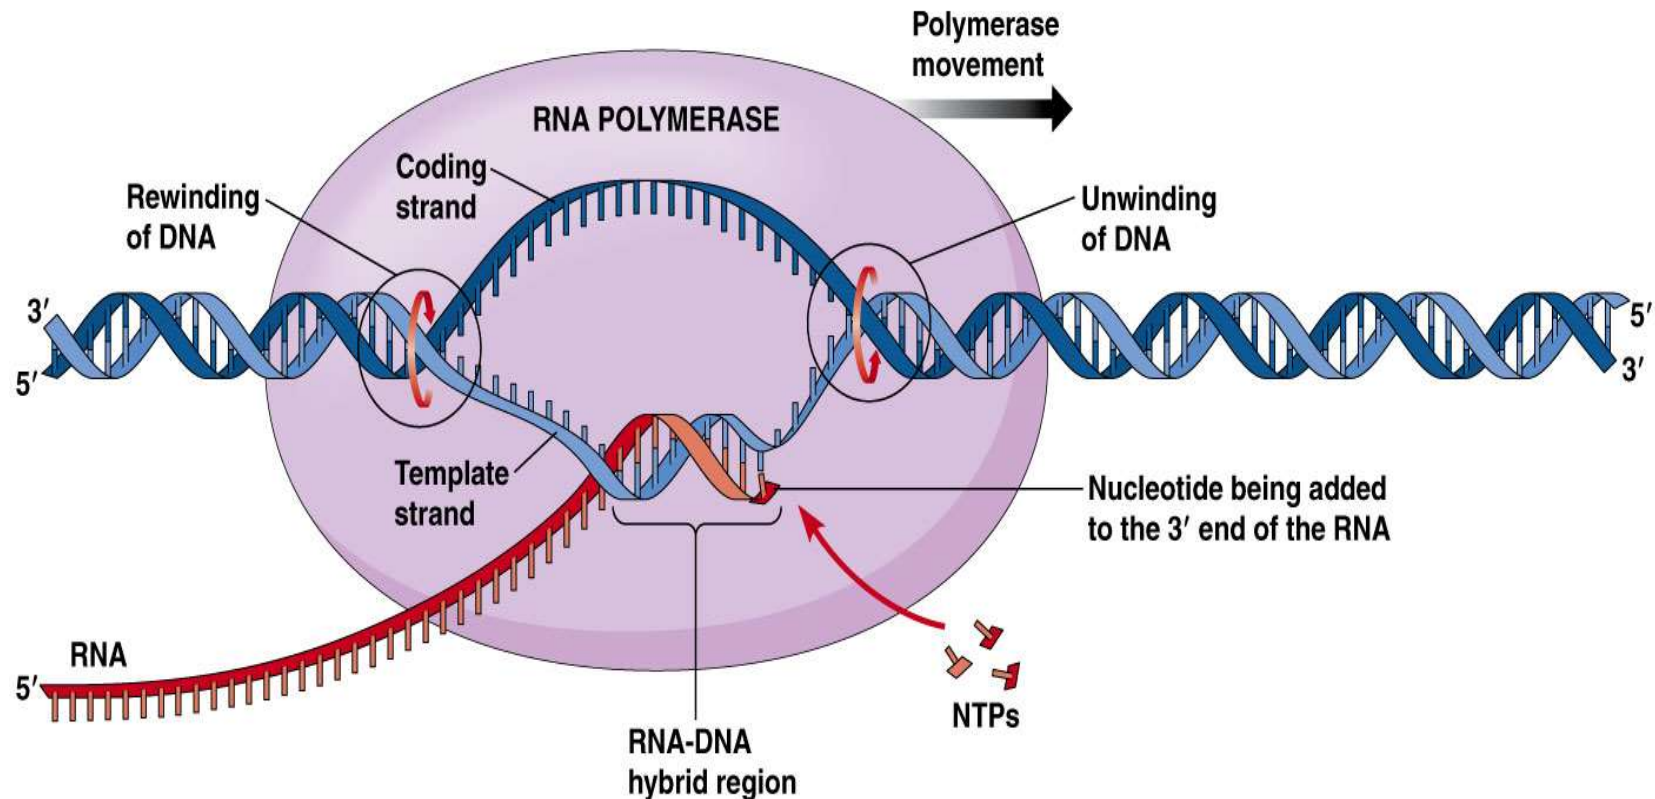 Polymerase
movement
RNA POLYMERASE
Coding
strand
Rewinding
of DNA
Unwinding
of DNA
3′
5′
5′
3′
Template
strand
Nucleotide being added
to the 3′ end of the RNA
RNA
5′
NTPs
RNA-DNA
hybrid region